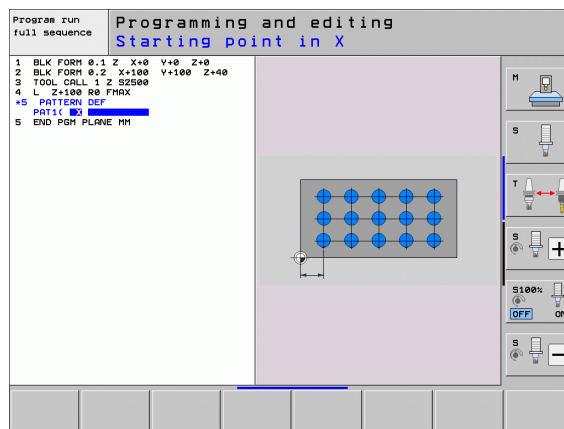 Program run
full sequence
Programming and editing
Starting point in X
1 BLK FORM 0.1 Z X+0 Y+0 Z+0
2 BLK FORM 0.2 X+100 Y+100 Z+40
3 TOOL CALL 1 Z S2500
4 L Z+100 R0 FMAX
*5 PATTERN DEF
PAT1( X
5 END PGM PLANE MM
M
S
T
S
S100%
OFF
S